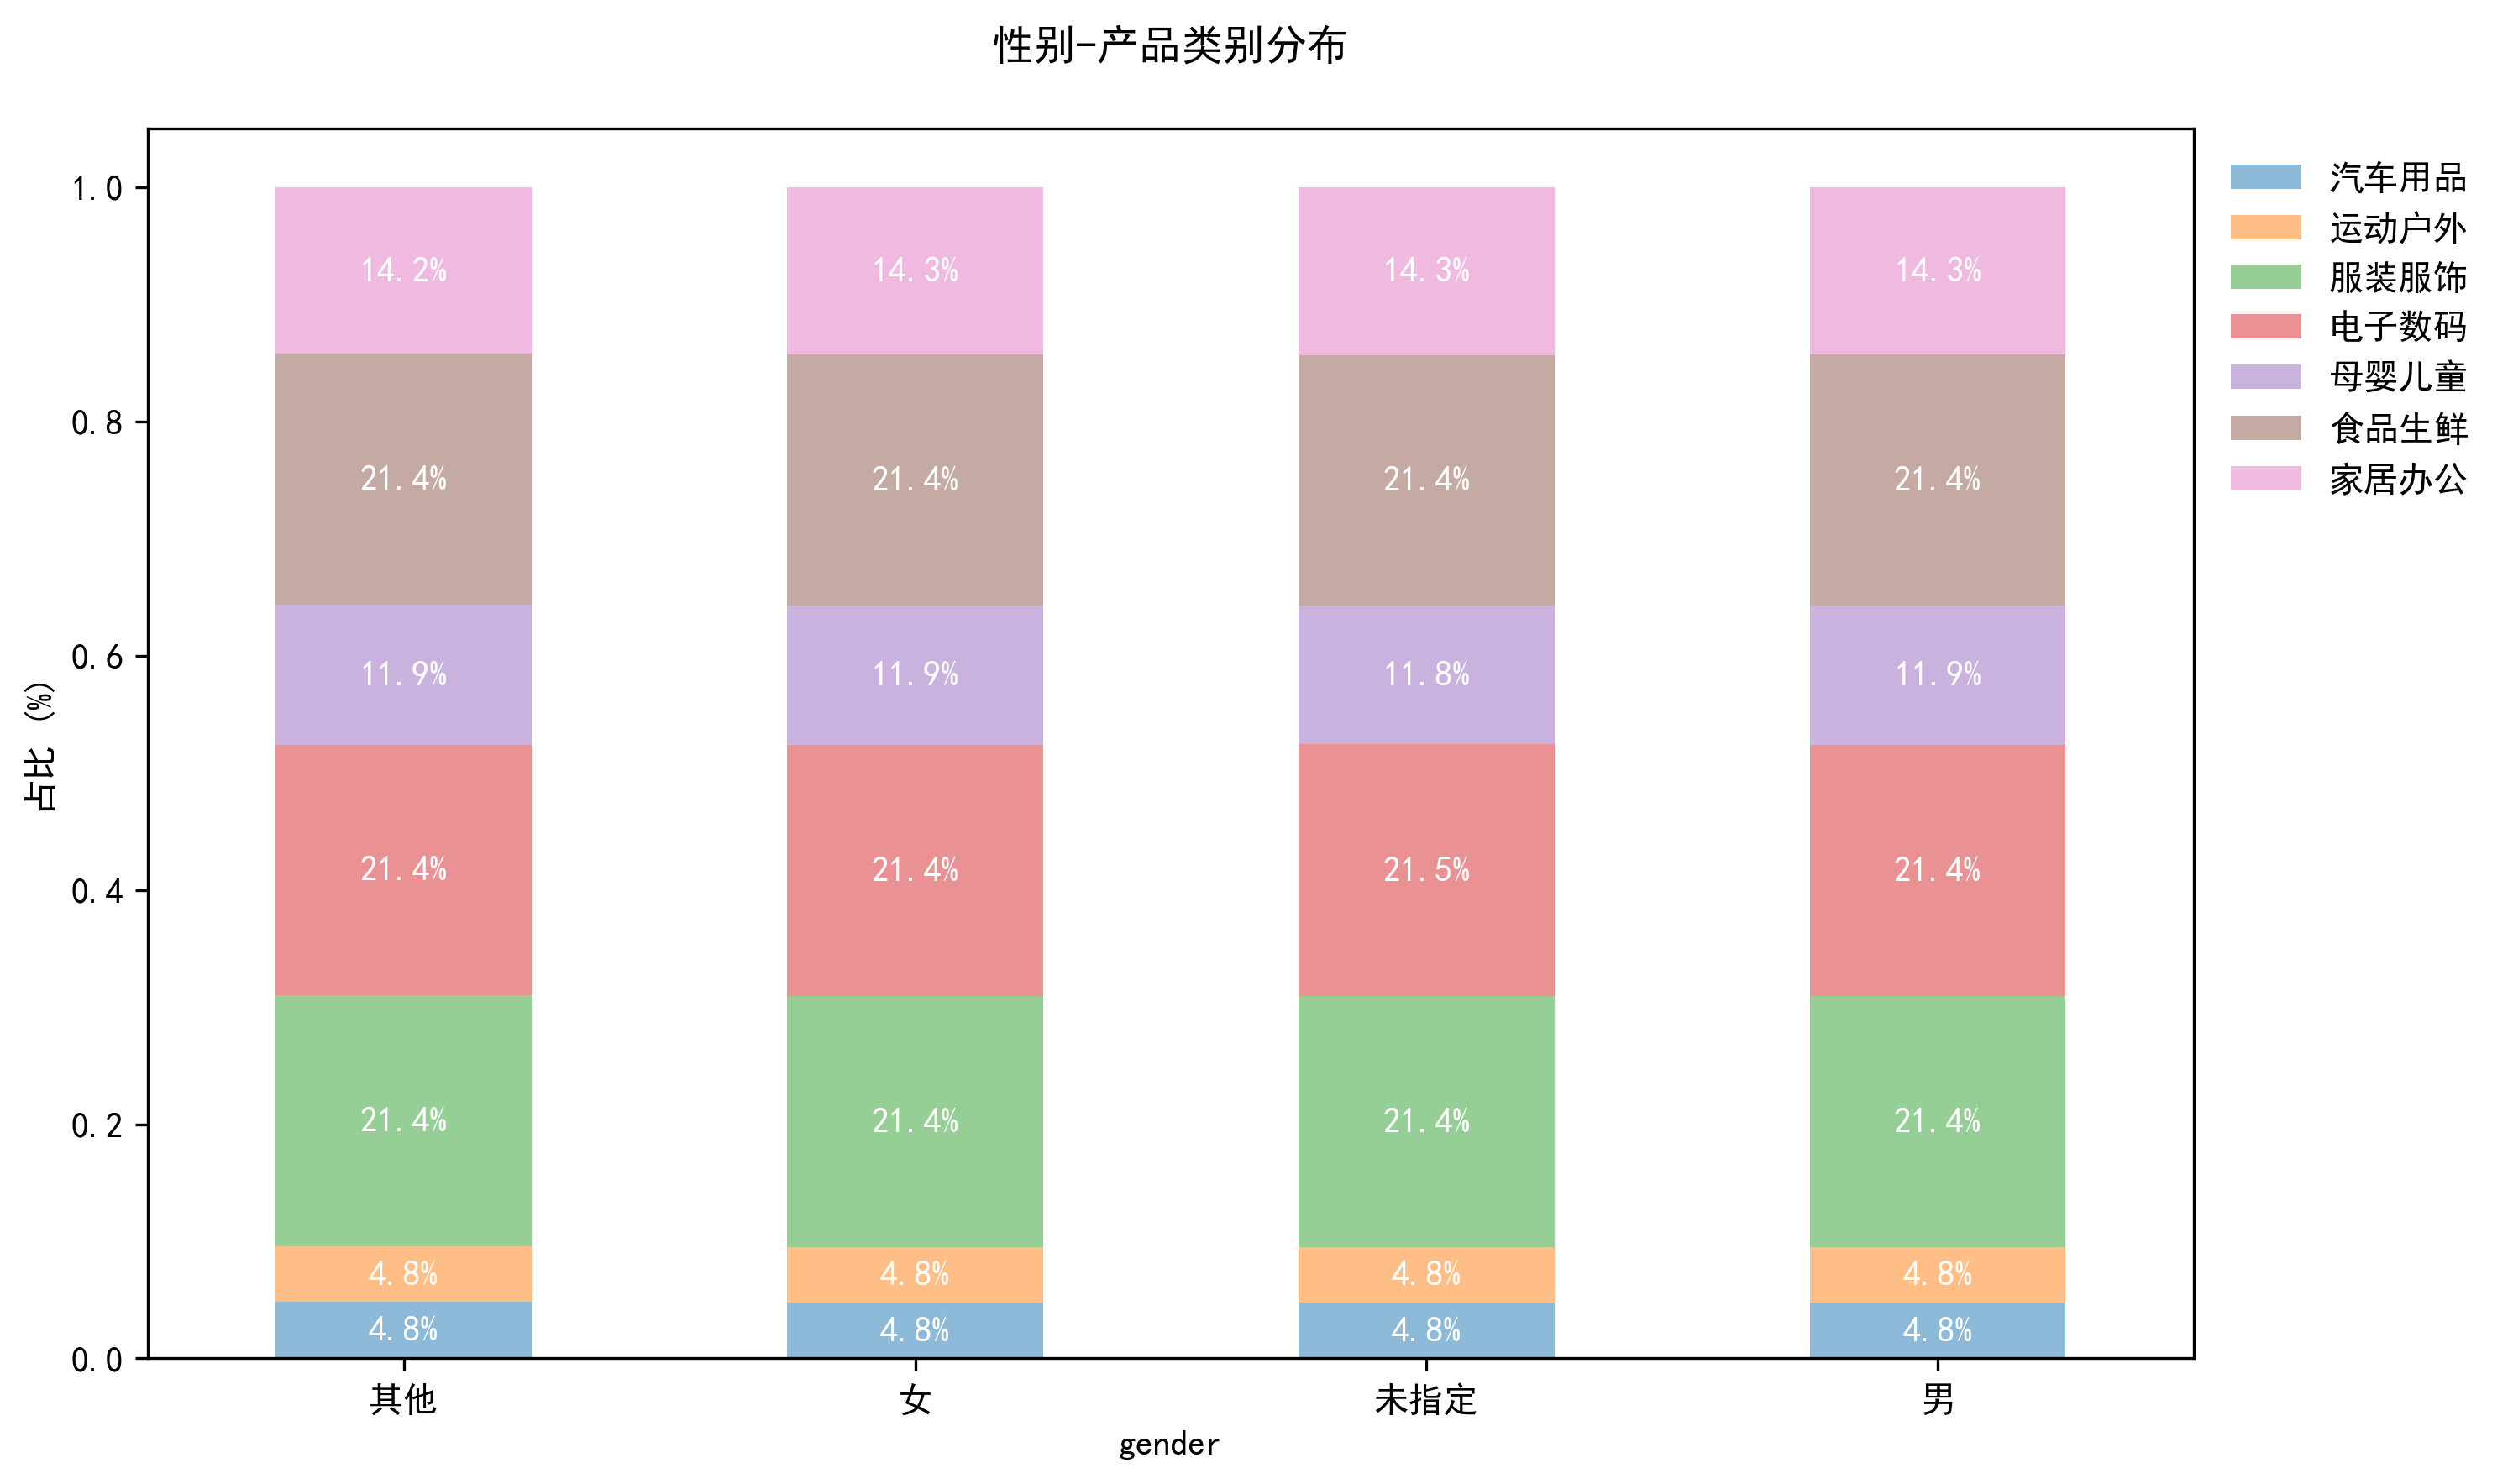 性别-产品类别分布
汽车用品
运动户外
服装服饰
电子数码
母婴儿童
食品生鲜
家居办公
占比 (%)
1.0
0.8
0.6
0.4
0.2
0.0
14.2% 14.3% 14.3% 14.3%
21.4% 21.4% 21.4% 21.4%
11.9% 11.9% 11.8% 11.9%
21.4% 21.4% 21.5% 21.4%
21.4% 21.4% 21.4% 21.4%
4.8% 4.8% 4.8% 4.8%
4.8% 4.8% 4.8% 4.8%
其他 女 未指定 男
gender